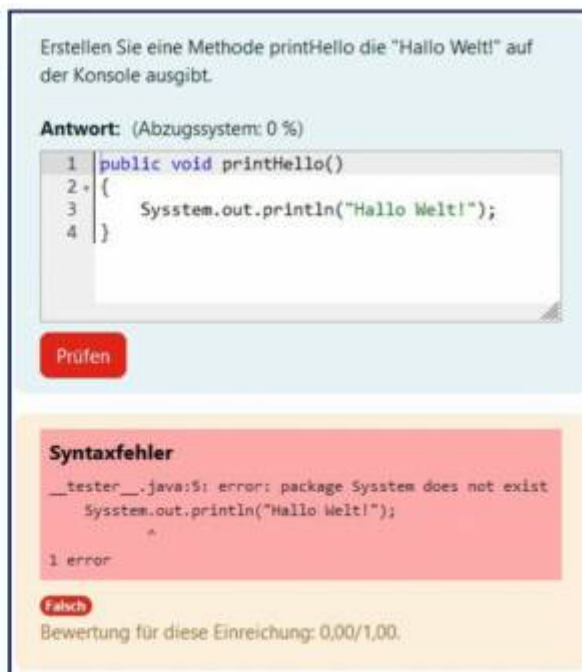 Erstellen Sie eine Methode printHello die "Hallo Welt!" auf
der Konsole ausgibt.
Antwort: (Abzugssystem: 0 %)
1 public void printHello()
2 {
3 Sysstem.out.println("Hallo Welt!");
4 }
Prüfen
Syntaxfehler
__tester__.java:5: error: package Sysstem does not exist
Sysstem.out.println("Hallo Welt!");
^
1 error
Falsch
Bewertung für diese Einreichung: 0,00/1,00.